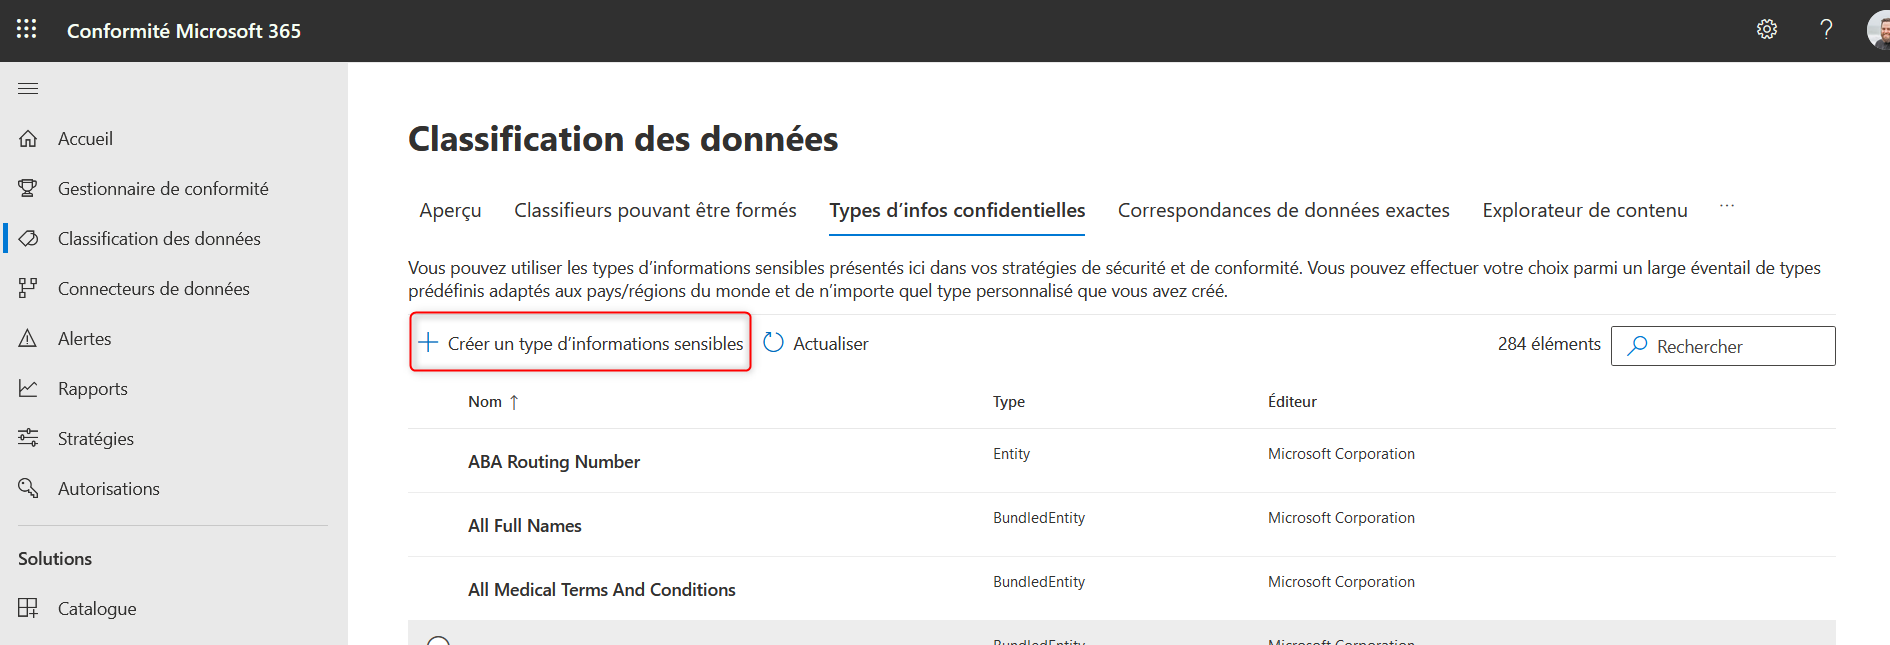 Conformité Microsoft 365
?
Accueil
Gestionnaire de conformité
Classification des données
Connecteurs de données
Alertes
Rapports
Stratégies
Autorisations
Solutions
Catalogue
Classification des données
Aperçu Classifieurs pouvant être formés Types d’infos confidentielles Correspondances de données exactes Explorateur de contenu ...
Vous pouvez utiliser les types d’informations sensibles présentés ici dans vos stratégies de sécurité et de conformité. Vous pouvez effectuer votre choix parmi un large éventail de types
prédéfinis adaptés aux pays/régions du monde et de n’importe quel type personnalisé que vous avez créé.
+ Créer un type d’informations sensibles Actualiser 284 éléments Rechercher
Nom ↑ Type Éditeur
ABA Routing Number Entity Microsoft Corporation
All Full Names BundledEntity Microsoft Corporation
All Medical Terms And Conditions BundledEntity Microsoft Corporation
BundledEntity Microsoft Corporation